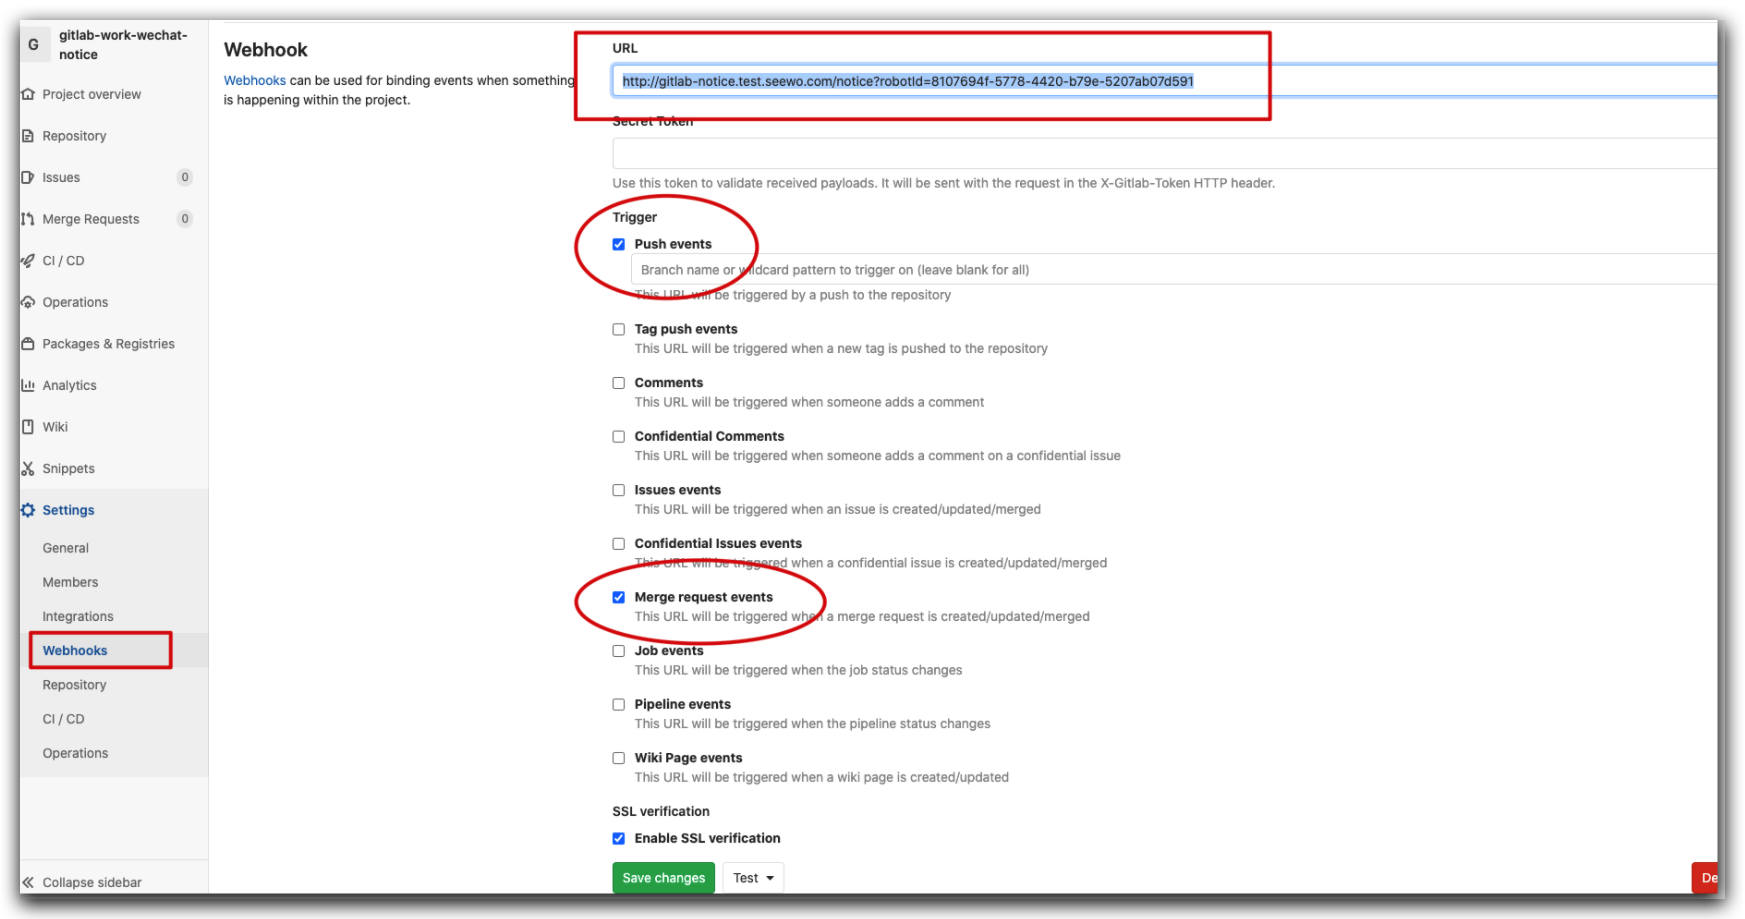 G
gitlab-work-wechat-
notice
Project overview
Repository
Issues 0
Merge Requests 0
CI / CD
Operations
Packages & Registries
Analytics
Wiki
Snippets
Settings
General
Members
Integrations
Webhooks
Repository
CI / CD
Operations
Collapse sidebar
Webhook
Webhooks can be used for binding events when something
is happening within the project.
URL
http://gitlab-notice.test.seewo.com/notice?robotId=8107694f-5778-4420-b79e-5207ab07d591
Secret Token
Use this token to validate received payloads. It will be sent with the request in the X-Gitlab-Token HTTP header.
Trigger
Push events
Branch name or wildcard pattern to trigger on (leave blank for all)
This URL will be triggered by a push to the repository
Tag push events
This URL will be triggered when a new tag is pushed to the repository
Comments
This URL will be triggered when someone adds a comment
Confidential Comments
This URL will be triggered when someone adds a comment on a confidential issue
Issues events
This URL will be triggered when an issue is created/updated/merged
Confidential Issues events
This URL will be triggered when a confidential issue is created/updated/merged
Merge request events
This URL will be triggered when a merge request is created/updated/merged
Job events
This URL will be triggered when the job status changes
Pipeline events
This URL will be triggered when the pipeline status changes
Wiki Page events
This URL will be triggered when a wiki page is created/updated
SSL verification
Enable SSL verification
Save changes
Test
De